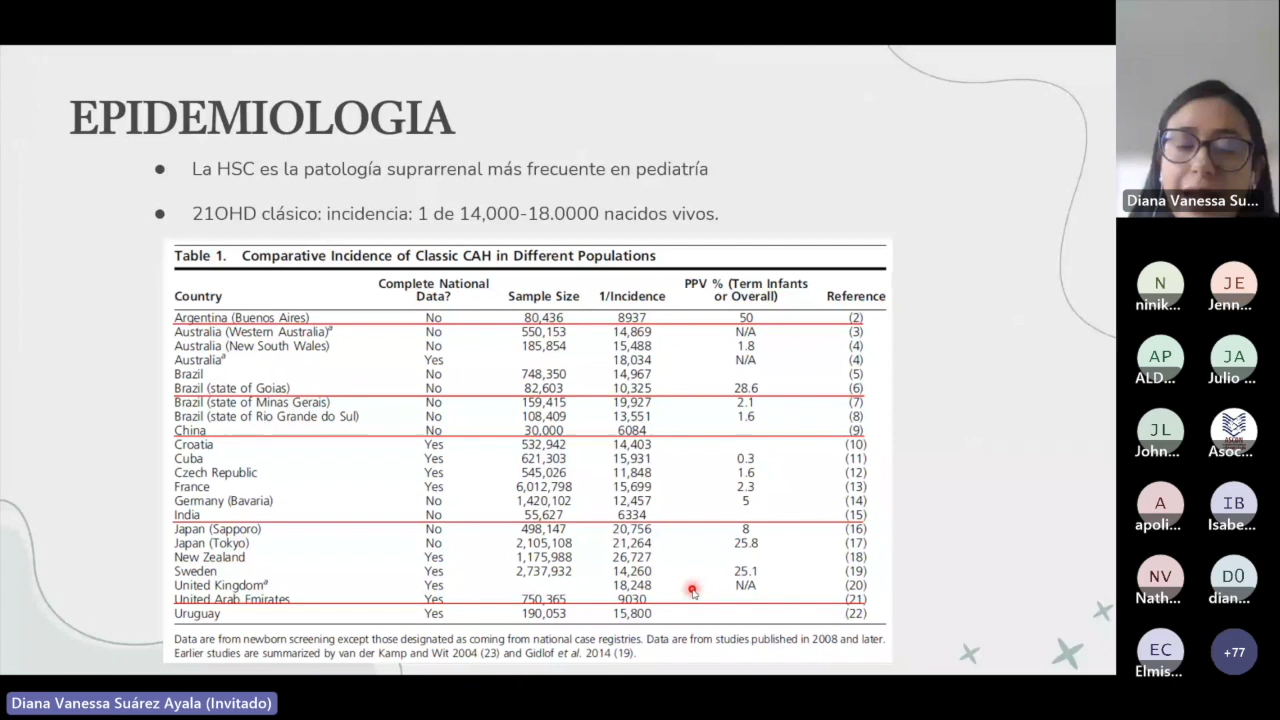 EPIDEMIOLOGIA
● La HSC es la patología suprarrenal más frecuente en pediatría
● 21OHD clásico: incidencia: 1 de 14,000-18.0000 nacidos vivos.
Table 1. Comparative Incidence of Classic CAH in Different Populations
Country Complete National Data? Sample Size 1/Incidence PPV % (Term Infants or Overall) Reference
Argentina (Buenos Aires) No 80,436 8937 50 (2)
Australia (Western Australia)a No 550,153 14,869 N/A (3)
Australia (New South Wales) No 185,854 15,488 1.8 (4)
Australiaa Yes 18,034 N/A (4)
Brazil No 748,350 14,967 (5)
Brazil (state of Goias) No 82,603 10,325 28.6 (6)
Brazil (state of Minas Gerais) No 159,415 19,927 2.1 (7)
Brazil (state of Rio Grande do Sul) No 108,409 13,551 1.6 (8)
China No 30,000 6084 (9)
Croatia Yes 532,942 14,403 (10)
Cuba Yes 621,303 15,931 0.3 (11)
Czech Republic Yes 545,026 11,848 1.6 (12)
France Yes 6,012,798 15,699 2.3 (13)
Germany (Bavaria) No 1,420,102 12,457 5 (14)
India No 55,627 6334 (15)
Japan (Sapporo) No 498,147 20,756 8 (16)
Japan (Tokyo) No 2,105,108 21,264 25.8 (17)
New Zealand Yes 1,175,988 26,727 (18)
Sweden Yes 2,737,932 14,260 25.1 (19)
United Kingdoma Yes 18,248 N/A (20)
United Arab Emirates Yes 750,365 9030 (21)
Uruguay Yes 190,053 15,800 (22)
Data are from newborn screening except those designated as coming from national case registries. Data are from studies published in 2008 and later.
Earlier studies are summarized by van der Kamp and Wit 2004 (23) and Gidlof et al. 2014 (19).
Diana Vanessa Su...
N JE
ninik... Jenn...
AP JA
ALD... Julio ...
JL ASCON
John... Asoc...
A IB
apoli... Isabe...
NV D0
Nath... dian...
EC +77
Elmis...
Diana Vanessa Suárez Ayala (Invitado)